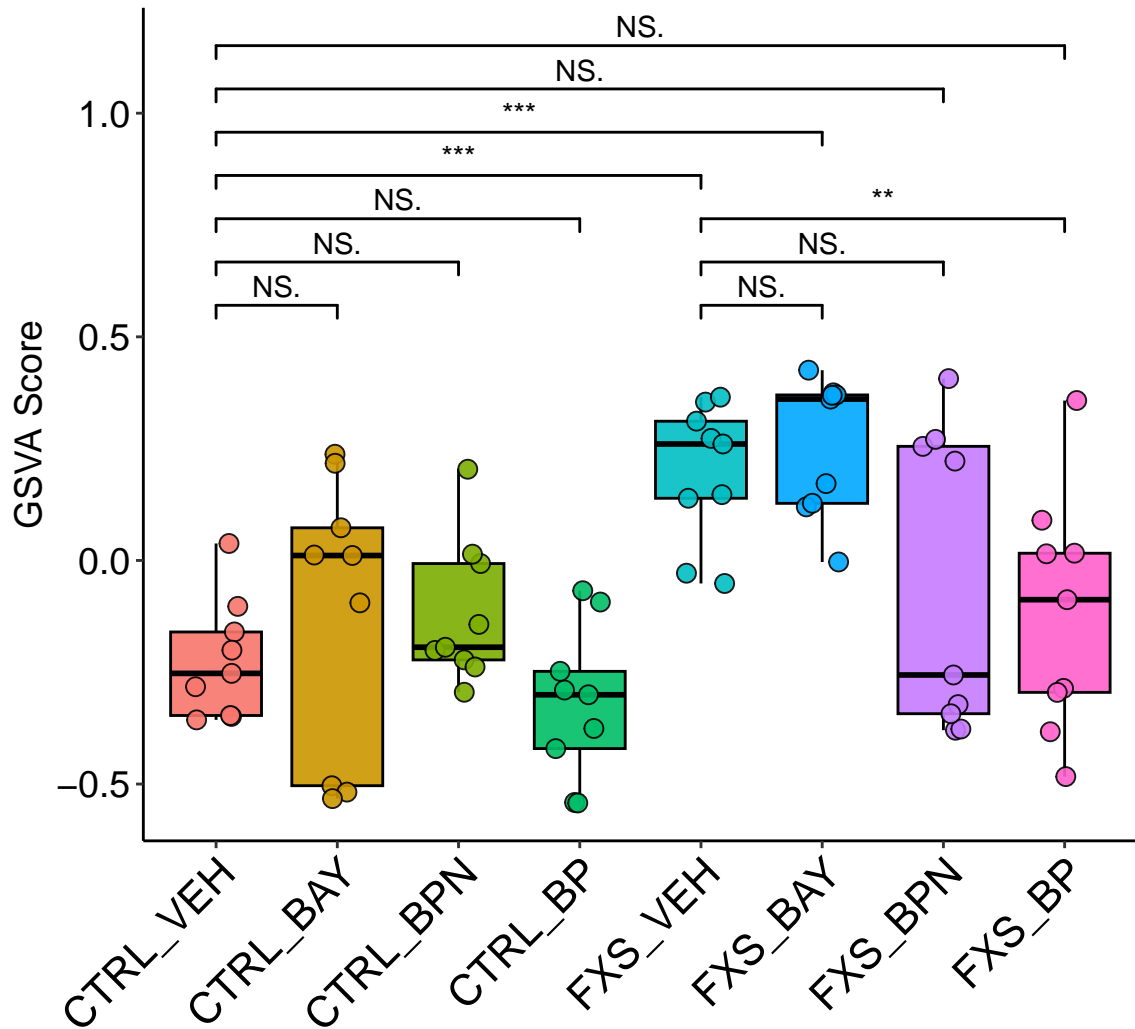 NS.
NS.
***
***
NS.
**
NS.
NS.
NS.
NS.
1.0
0.5
0.0
−0.5
GSVA Score
CTRL_VEH
CTRL_BAY
CTRL_BPN
CTRL_BP
FXS_VEH
FXS_BAY
FXS_BPN
FXS_BP